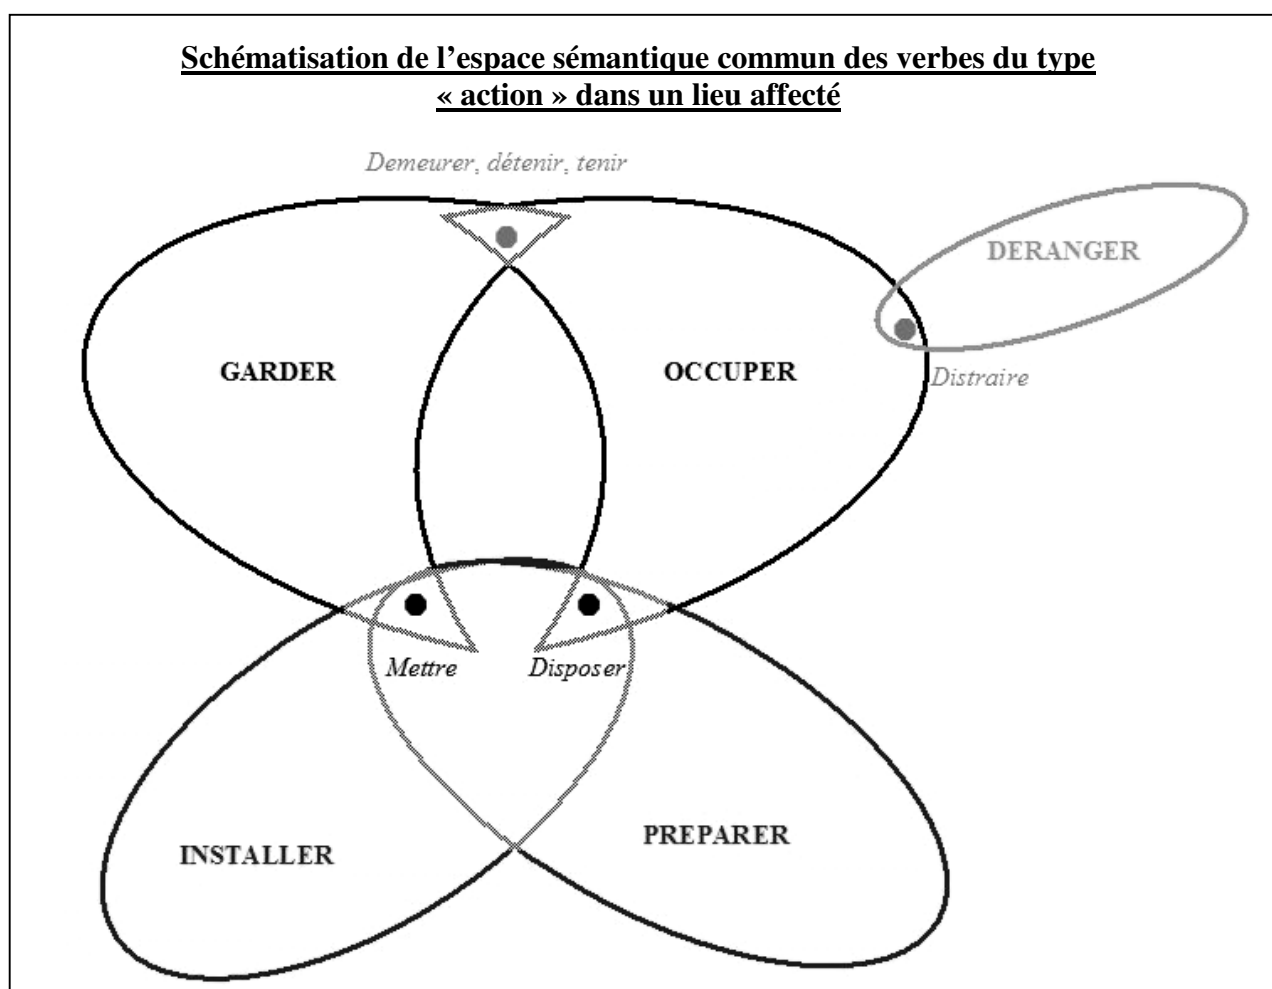 Schématisation de l’espace sémantique commun des verbes du type
« action » dans un lieu affecté
Demeurer, détenir, tenir
DERANGER
GARDER
OCCUPER
Distraire
Mettre
Disposer
INSTALLER
PREPARER